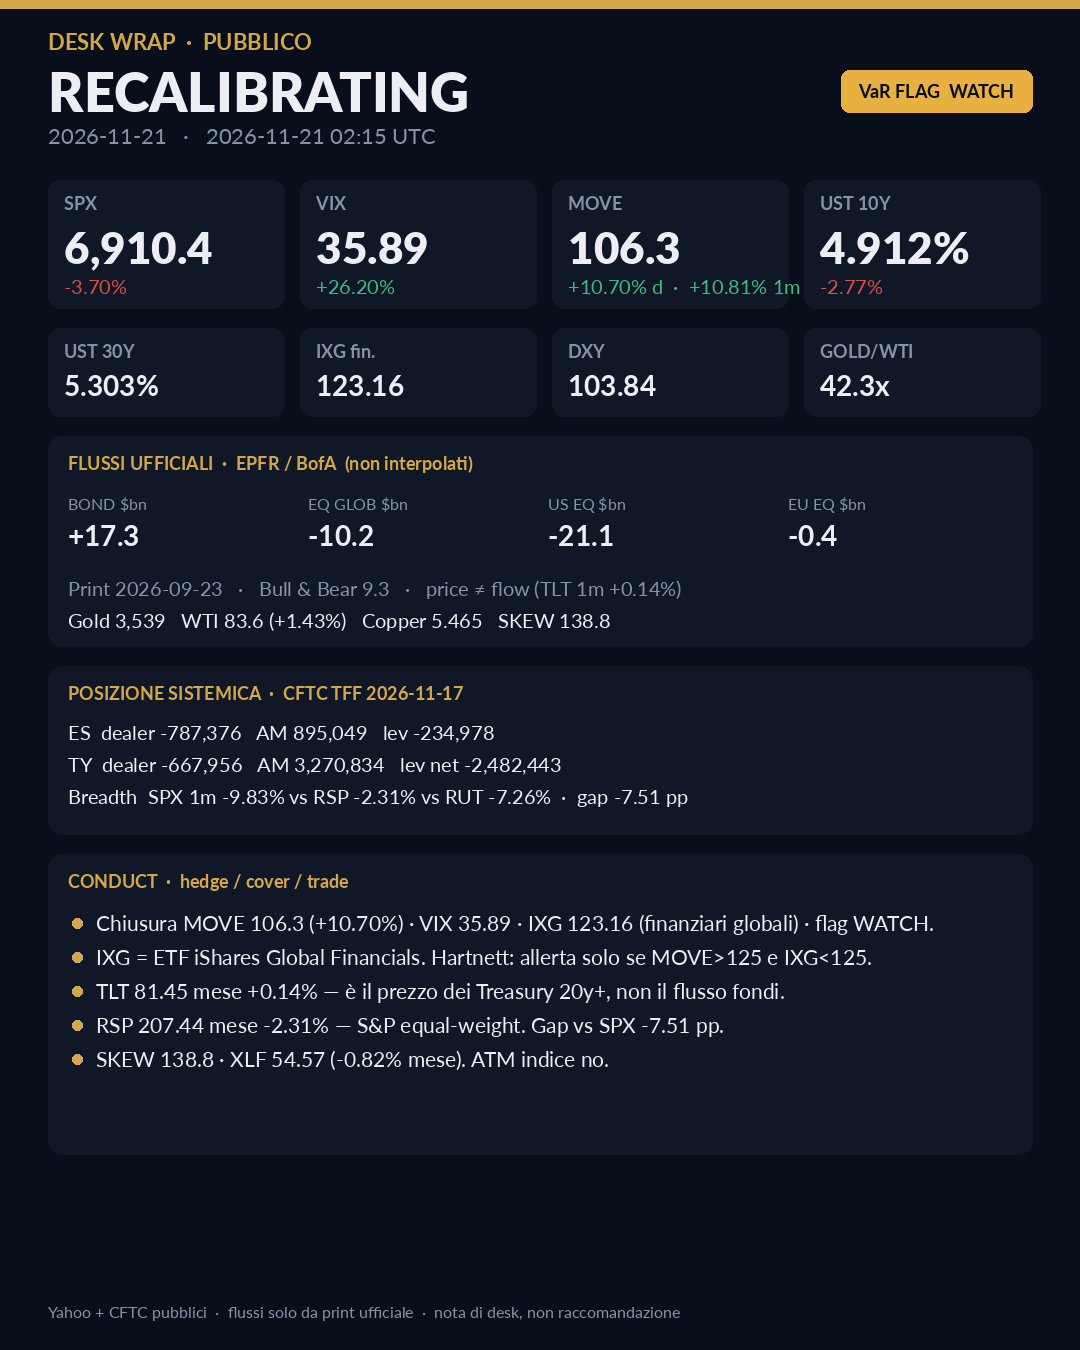 DESK WRAP · PUBBLICO
RECALIBRATING
VaR FLAG WATCH
2026-11-21 · 2026-11-21 02:15 UTC
SPX
6,910.4
-3.70%
VIX
35.89
+26.20%
MOVE
106.3
+10.70% d · +10.81% 1m
UST 10Y
4.912%
-2.77%
UST 30Y
5.303%
IXG fin.
123.16
DXY
103.84
GOLD/WTI
42.3x
FLUSSI UFFICIALI · EPFR / BofA (non interpolati)
BOND $bn
+17.3
EQ GLOB $bn
-10.2
US EQ $bn
-21.1
EU EQ $bn
-0.4
Print 2026-09-23 · Bull & Bear 9.3 · price ≠ flow (TLT 1m +0.14%)
Gold 3,539 WTI 83.6 (+1.43%) Copper 5.465 SKEW 138.8
POSIZIONE SISTEMICA · CFTC TFF 2026-11-17
ES dealer -787,376 AM 895,049 lev -234,978
TY dealer -667,956 AM 3,270,834 lev net -2,482,443
Breadth SPX 1m -9.83% vs RSP -2.31% vs RUT -7.26% · gap -7.51 pp
CONDUCT · hedge / cover / trade
Chiusura MOVE 106.3 (+10.70%) · VIX 35.89 · IXG 123.16 (finanziari globali) · flag WATCH.
IXG = ETF iShares Global Financials. Hartnett: allerta solo se MOVE>125 e IXG<125.
TLT 81.45 mese +0.14% — è il prezzo dei Treasury 20y+, non il flusso fondi.
RSP 207.44 mese -2.31% — S&P equal-weight. Gap vs SPX -7.51 pp.
SKEW 138.8 · XLF 54.57 (-0.82% mese). ATM indice no.
Yahoo + CFTC pubblici · flussi solo da print ufficiale · nota di desk, non raccomandazione